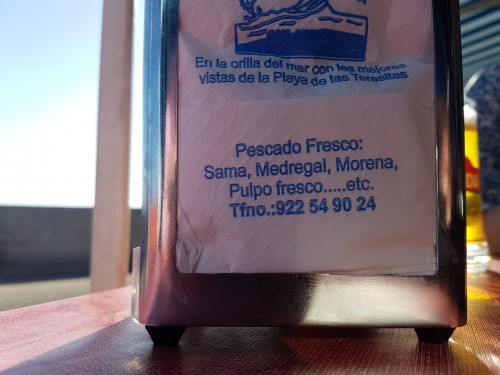 En la orilla del mar con las mejores
vistas de la Playa de las Teresitas
Pescado Fresco:
Sama, Medregal, Morena,
Pulpo fresco.....etc.
Tfno.:922 54 90 24